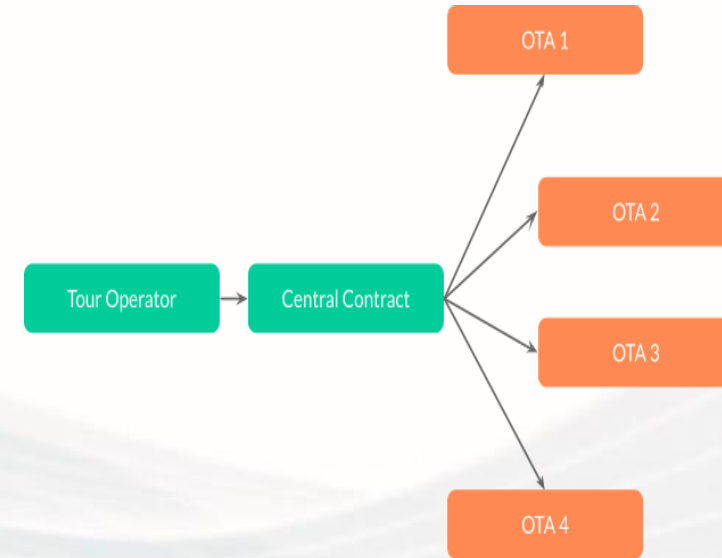 OTA 1
OTA 2
Tour Operator
Central Contract
OTA 3
OTA 4